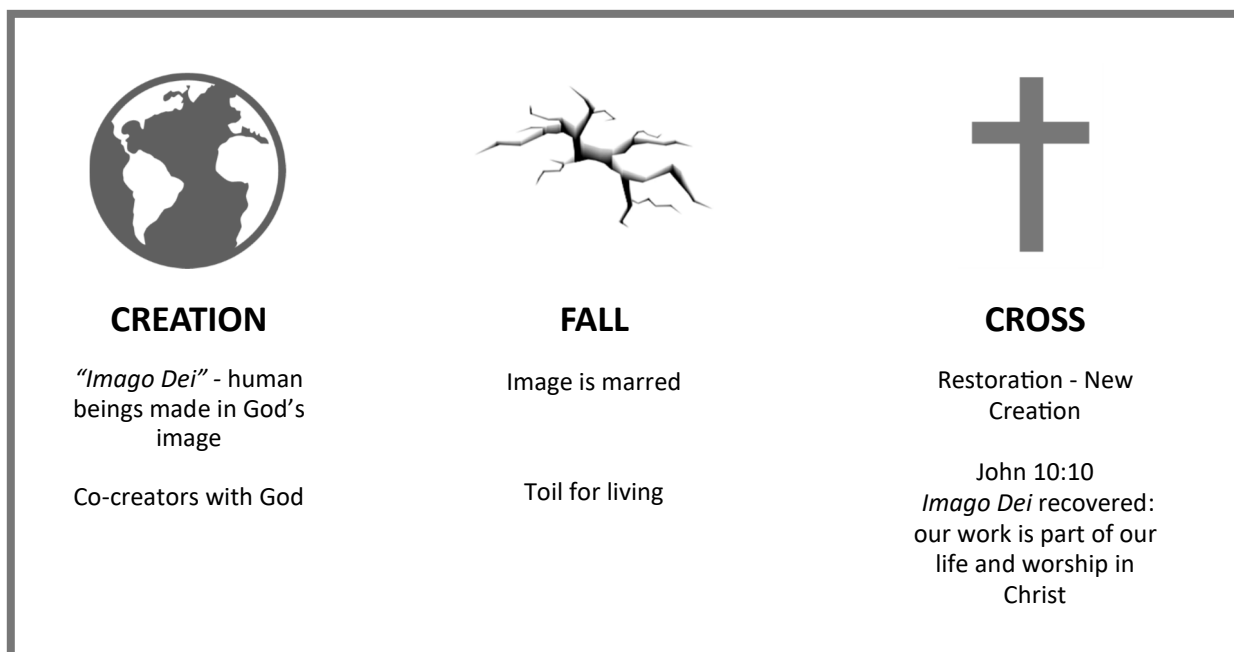 CREATION
“Imago Dei” - human
beings made in God’s
image
Co-creators with God
FALL
Image is marred
Toil for living
CROSS
Restoration - New
Creation
John 10:10
Imago Dei recovered:
our work is part of our
life and worship in
Christ